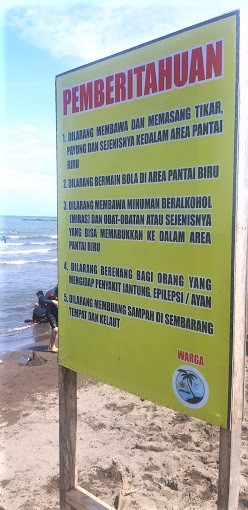 PEMBERITAHUAN
1. DILARANG MEMBAWA DAN MEMASANG TIKAR,
PAYUNG DAN SEJENISNYA KEDALAM AREA PANTAI
BIRU
2. DILARANG BERMAIN BOLA DI AREA PANTAI BIRU
3. DILARANG MEMBAWA MINUMAN BERALKOHOL
(MIRAS) DAN OBAT-OBATAN ATAU SEJENISNYA
YANG BISA MEMABUKKAN KE DALAM AREA
PANTAI BIRU
4. DILARANG BERENANG BAGI ORANG YANG
MENGIDAP PENYAKIT JANTUNG, EPILEPSI / AYAN
5. DILARANG MEMBUANG SAMPAH DI SEMBARANG
TEMPAT DAN KELAUT
WARGA